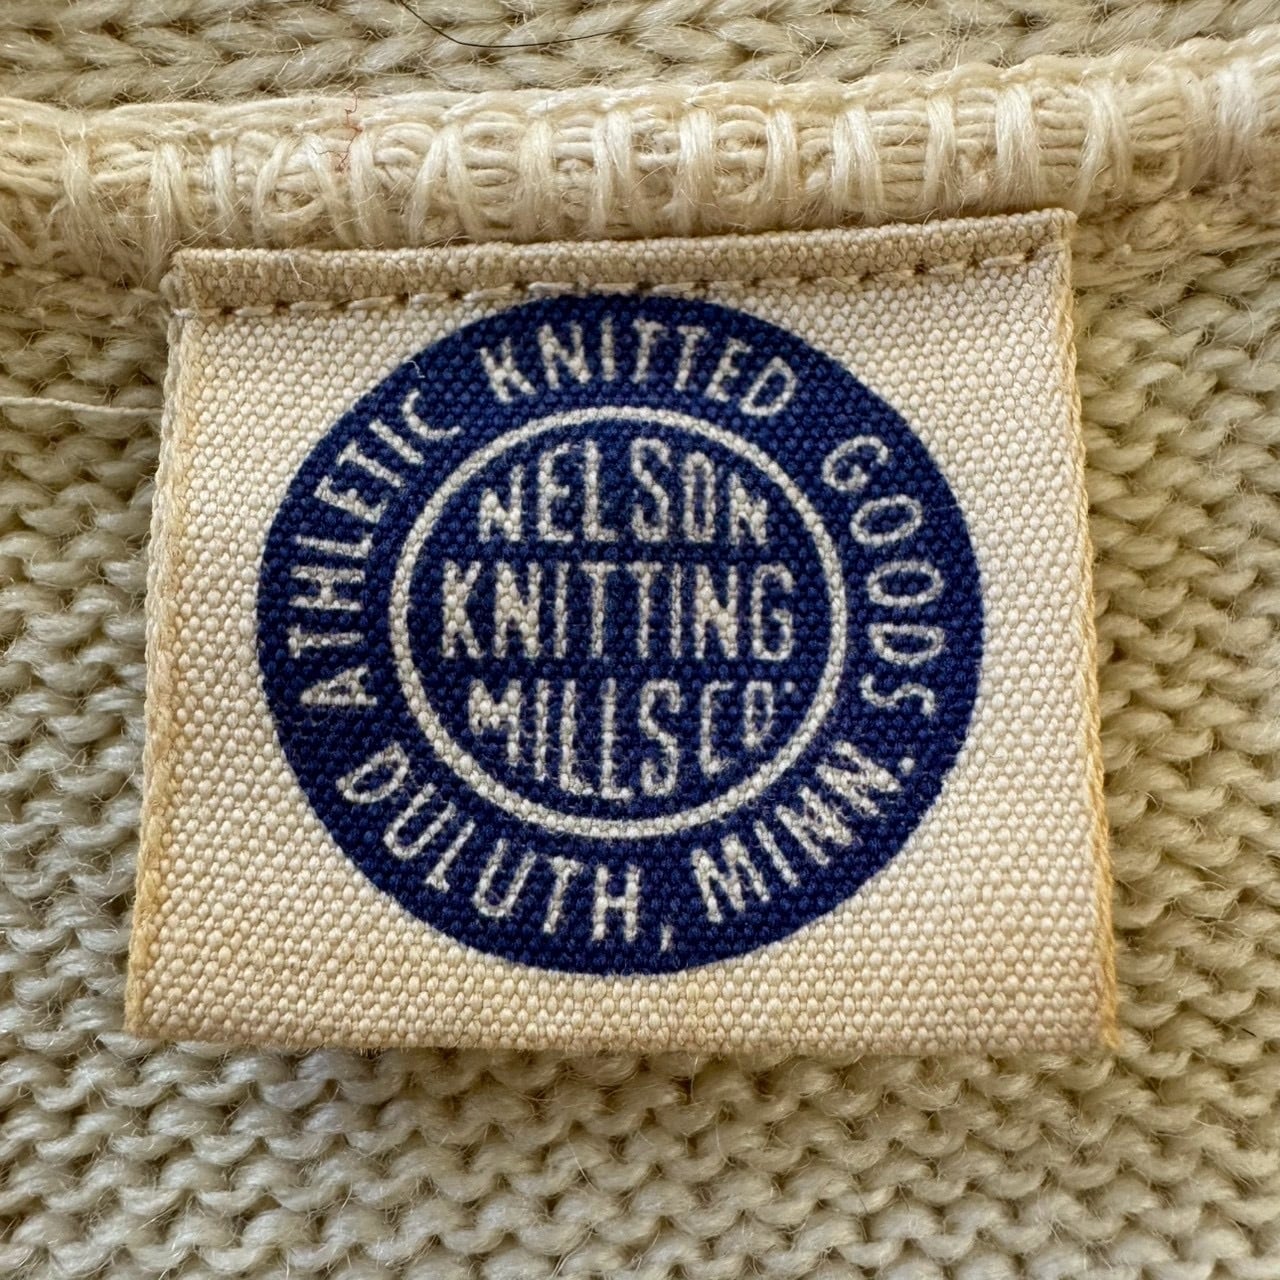 ATHLETIC KNITTED GOODS
NELSON
KNITTING
MILLS CO.
DULUTH, MINN.